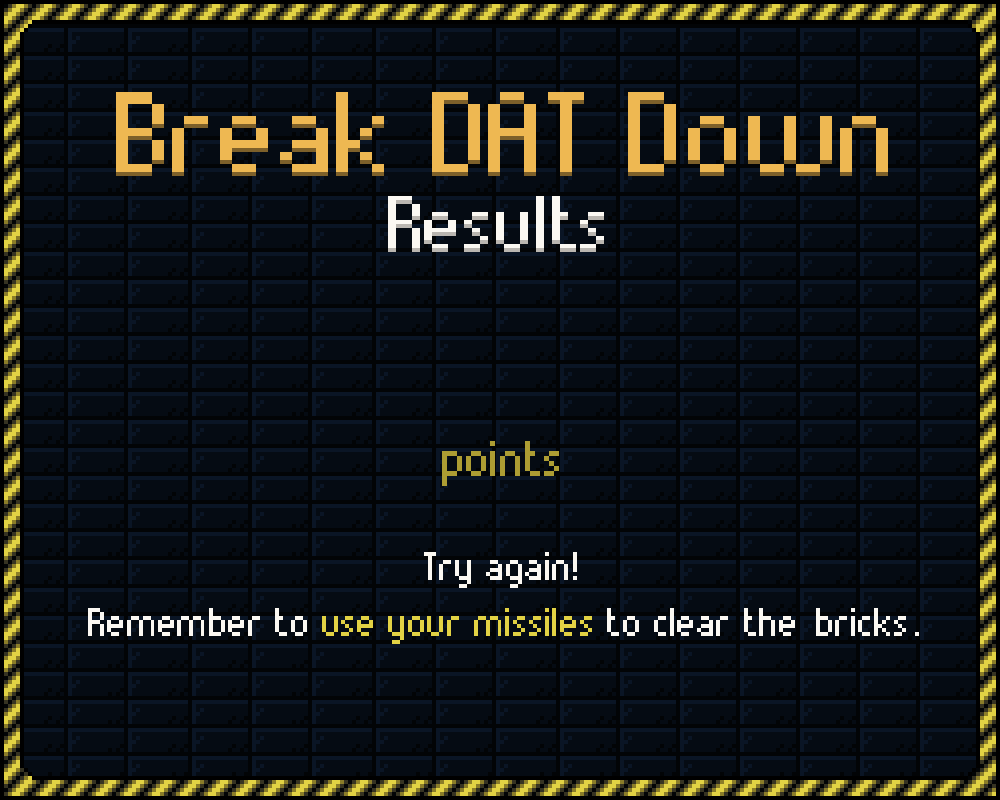 Break DAT Down
Results
points
Try again!
Remember to use your missiles to clear the bricks.